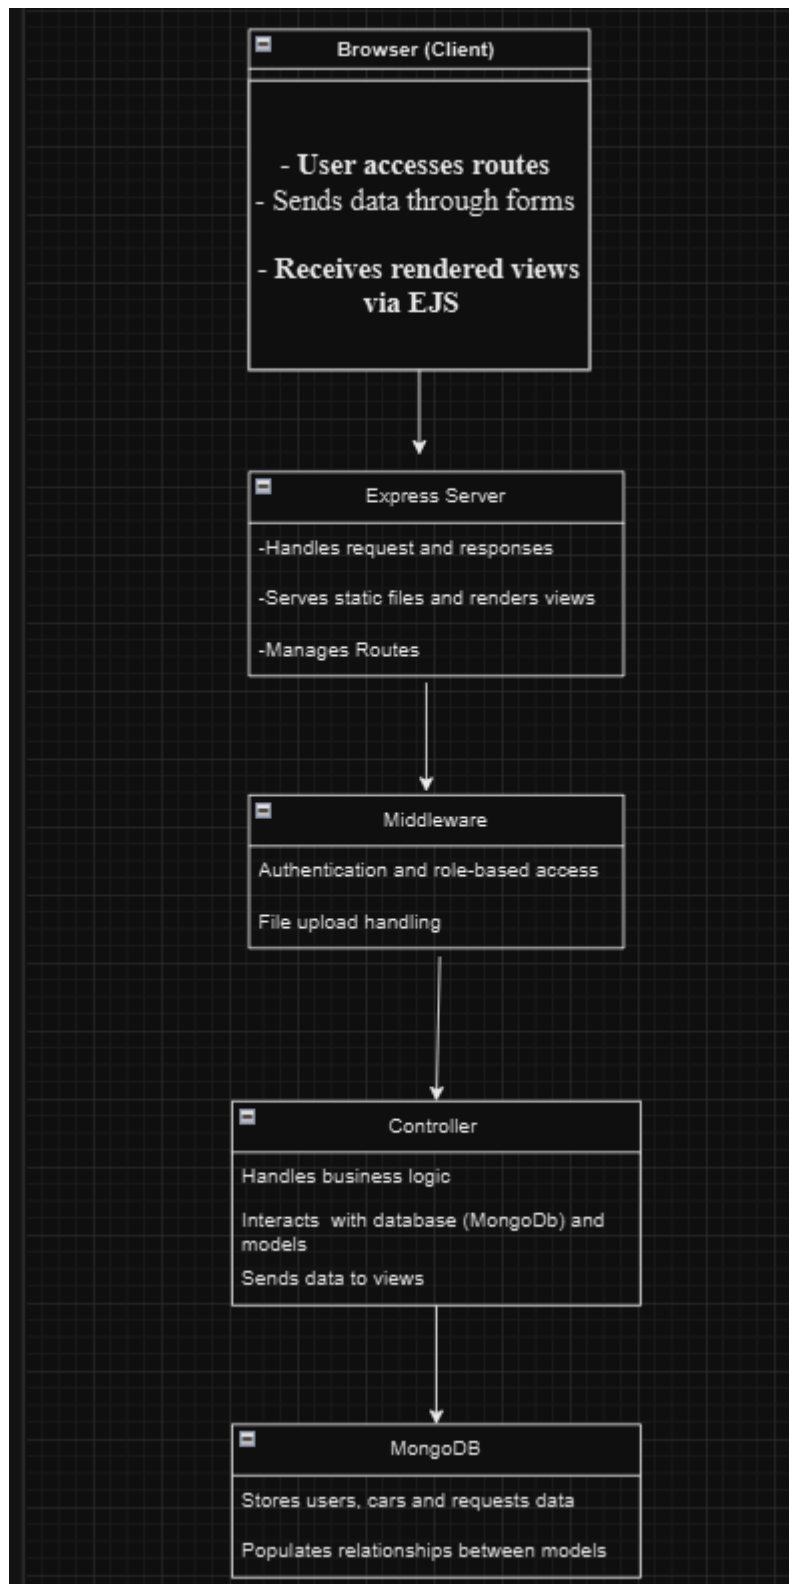 Browser (Client)
- User accesses routes
- Sends data through forms
- Receives rendered views
via EJS
Express Server
-Handles request and responses
-Serves static files and renders views
-Manages Routes
Middleware
Authentication and role-based access
File upload handling
Controller
Handles business logic
Interacts with database (MongoDb) and
models
Sends data to views
MongoDB
Stores users, cars and requests data
Populates relationships between models